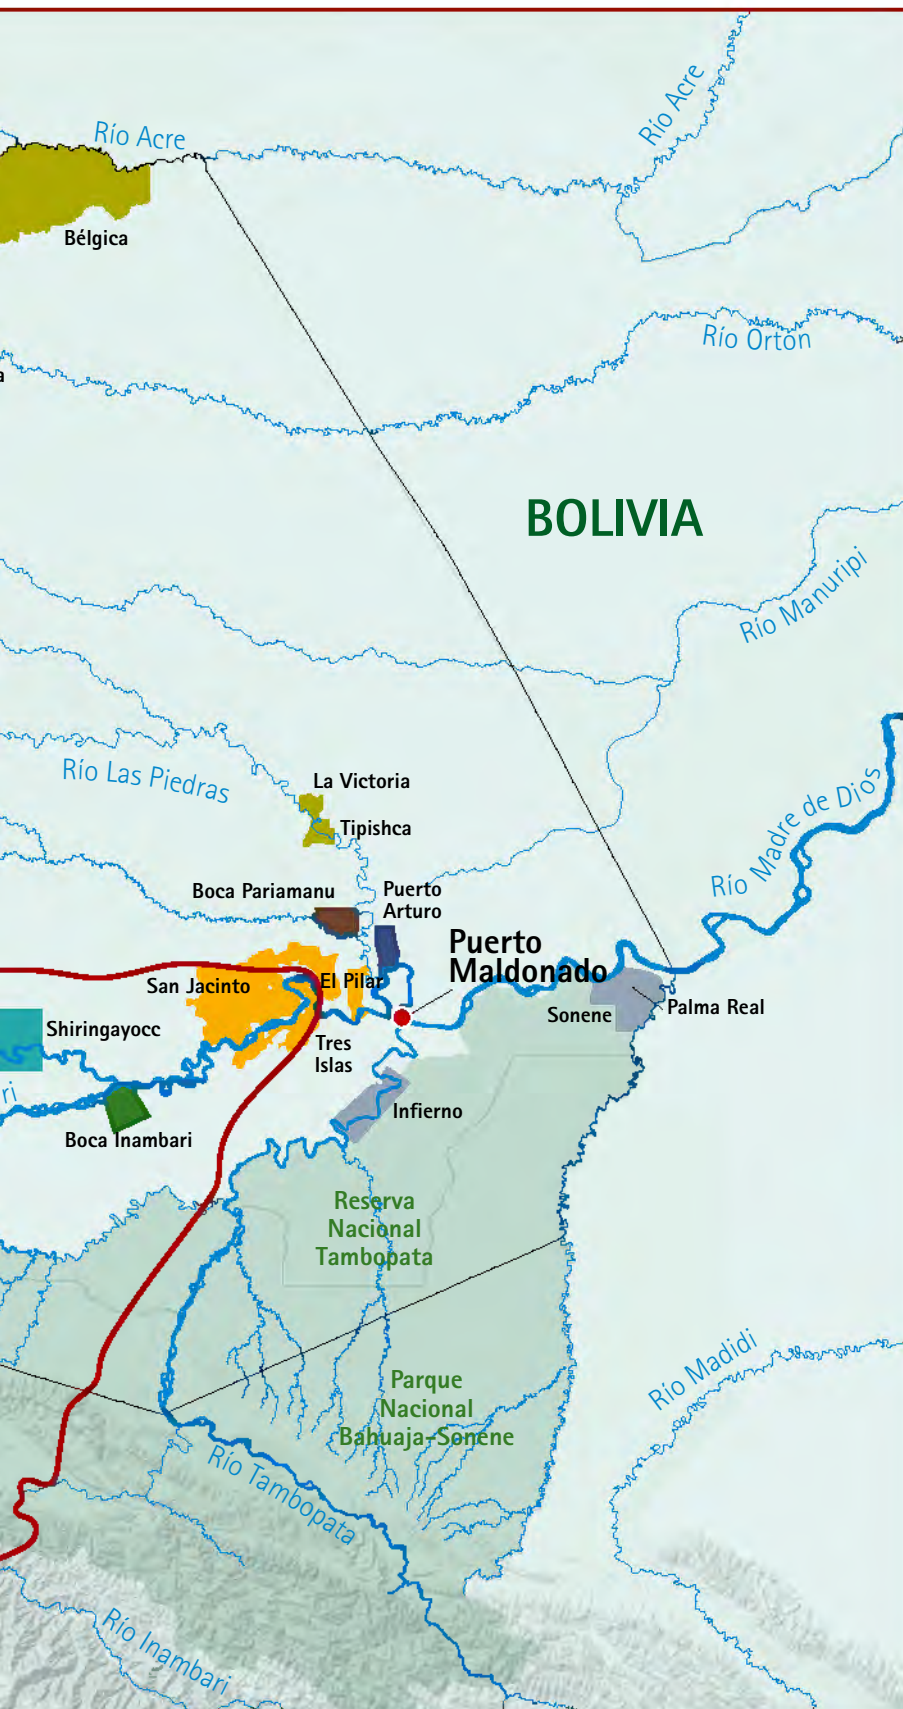 Río Acre
Río Acre
Bélgica
Río Ortón
a
BOLIVIA
Río Manuripi
Río Las Piedras
La Victoria
Tipishca
Río Madre de Dios
Boca Pariamanu
Puerto
Arturo
Puerto
Maldonado
San Jacinto
El Pilar
Sonene
Palma Real
Shiringayocc
Tres
Islas
ri
Infierno
Boca Inambari
Reserva
Nacional
Tambopata
Río Madidi
Parque
Nacional
Bahuaja-Sonene
Río Tambopata
Río Inambari